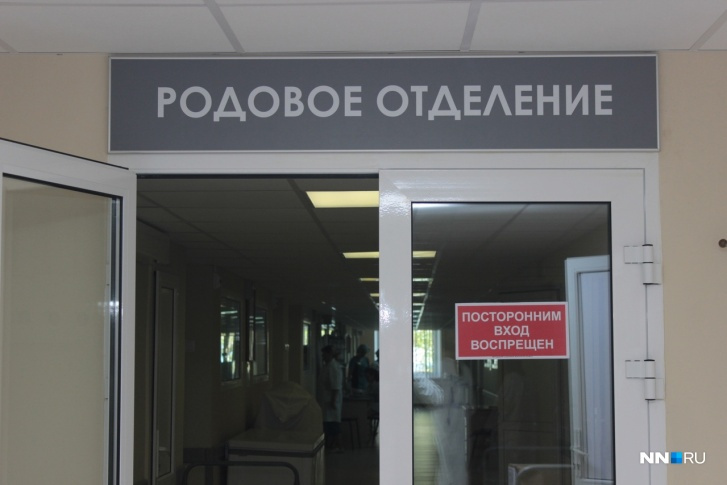 РОДОВОЕ ОТДЕЛЕНИЕ
ПОСТОРОННИМ
ВХОД
ВОСПРЕЩЕН
NN RU